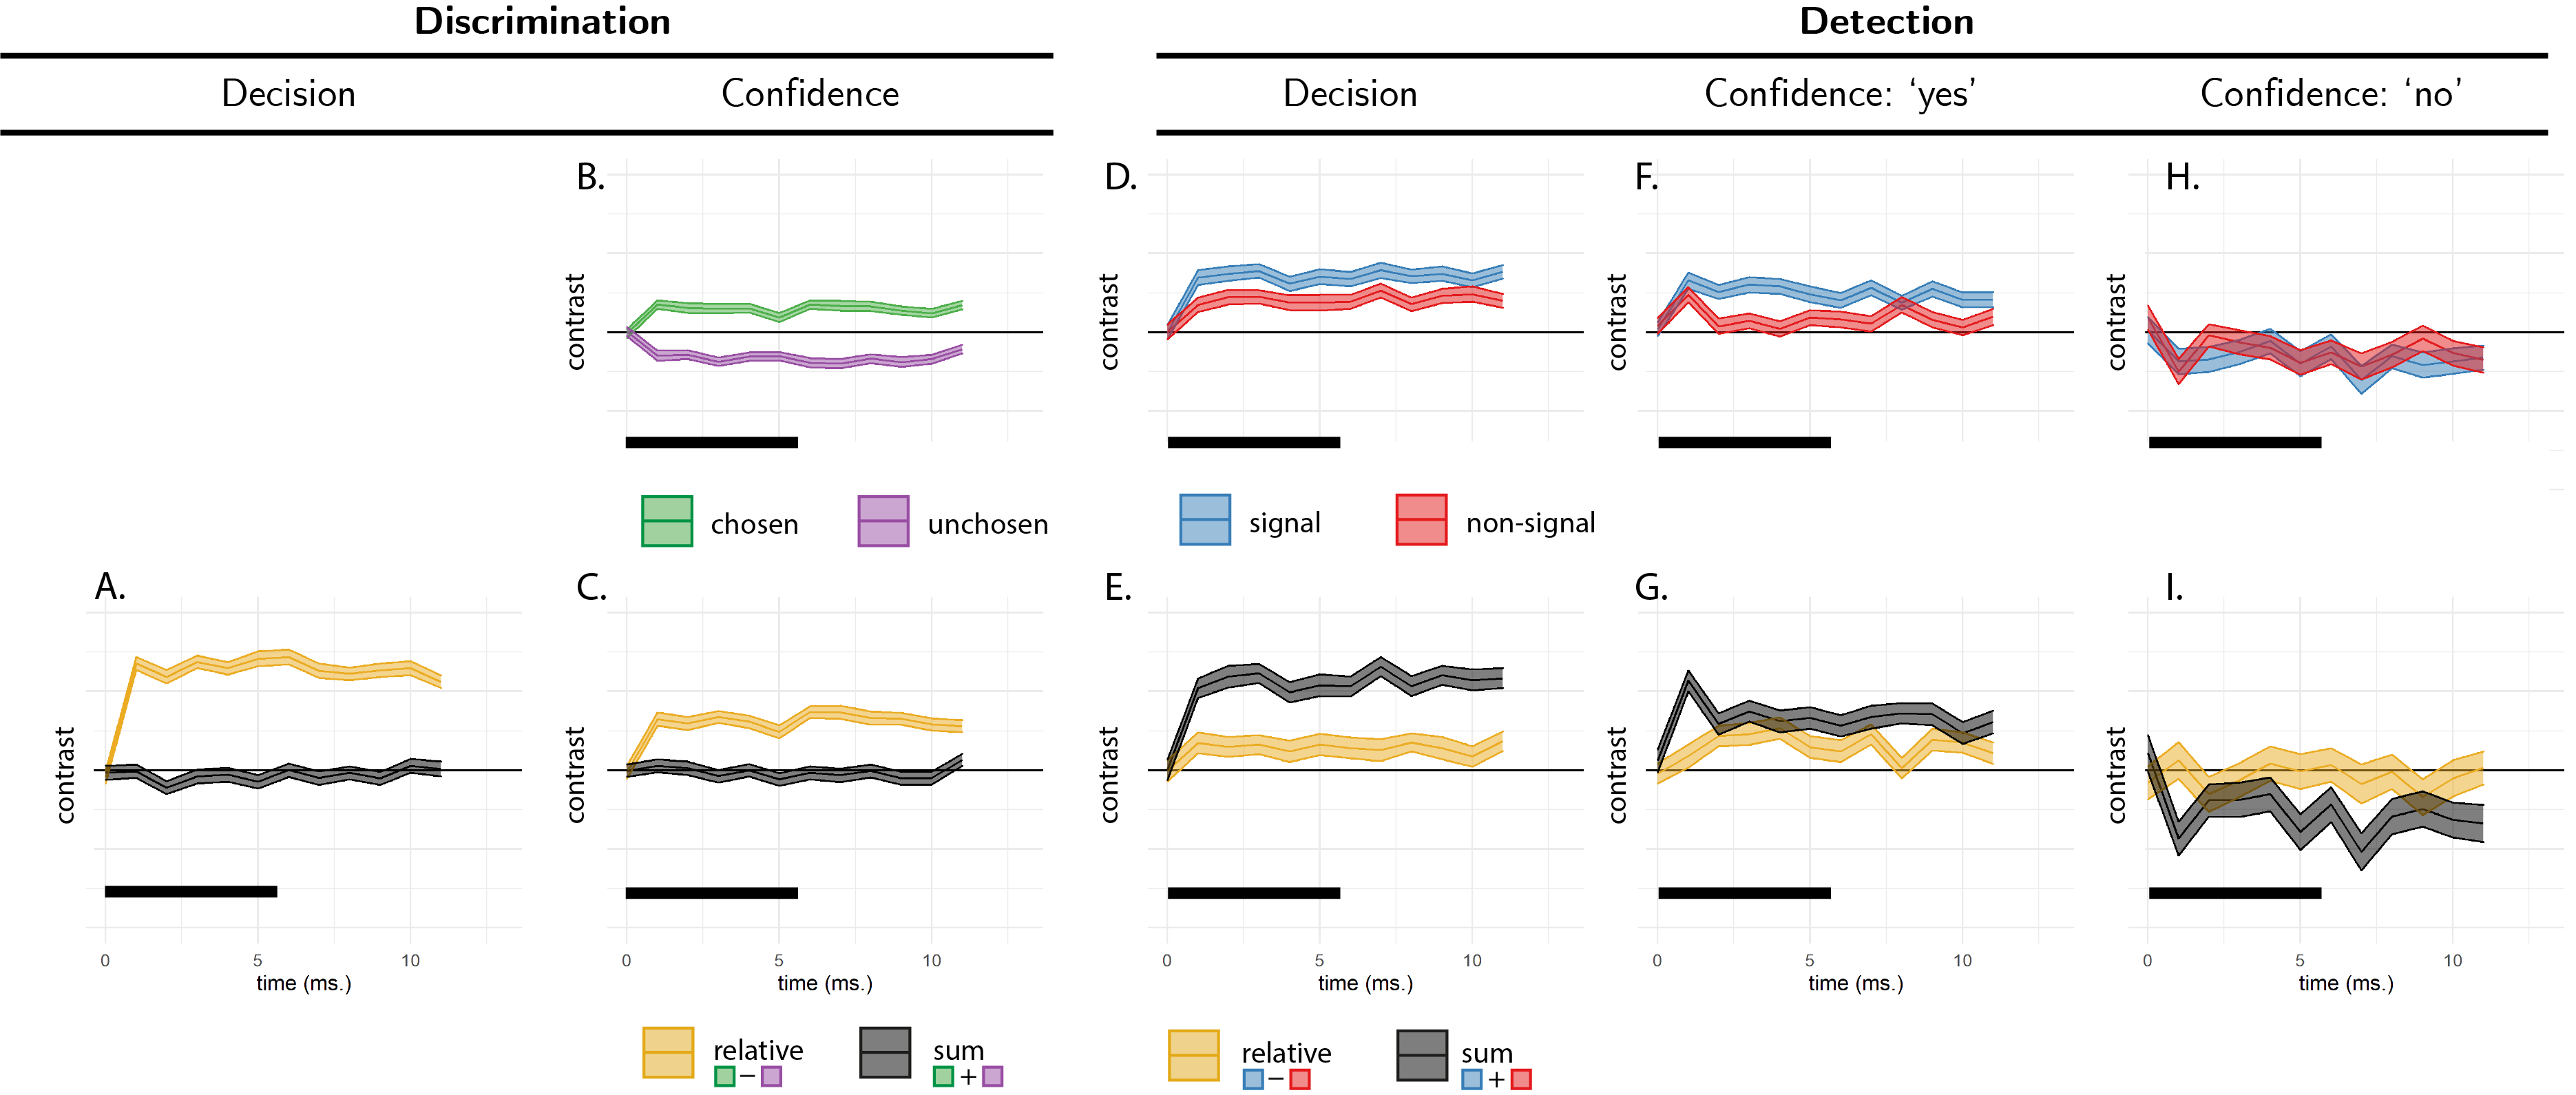 Discrimination
Detection
Decision
Confidence
Decision
Confidence: ‘yes’
Confidence: ‘no’
B.
D.
F.
H.
contrast
contrast
contrast
contrast
chosen
unchosen
signal
non-signal
A.
C.
E.
G.
I.
contrast
contrast
contrast
contrast
contrast
0 5 10
0 5 10
0 5 10
0 5 10
0 5 10
time (ms.)
time (ms.)
time (ms.)
time (ms.)
time (ms.)
relative
−
sum
+
relative
−
sum
+